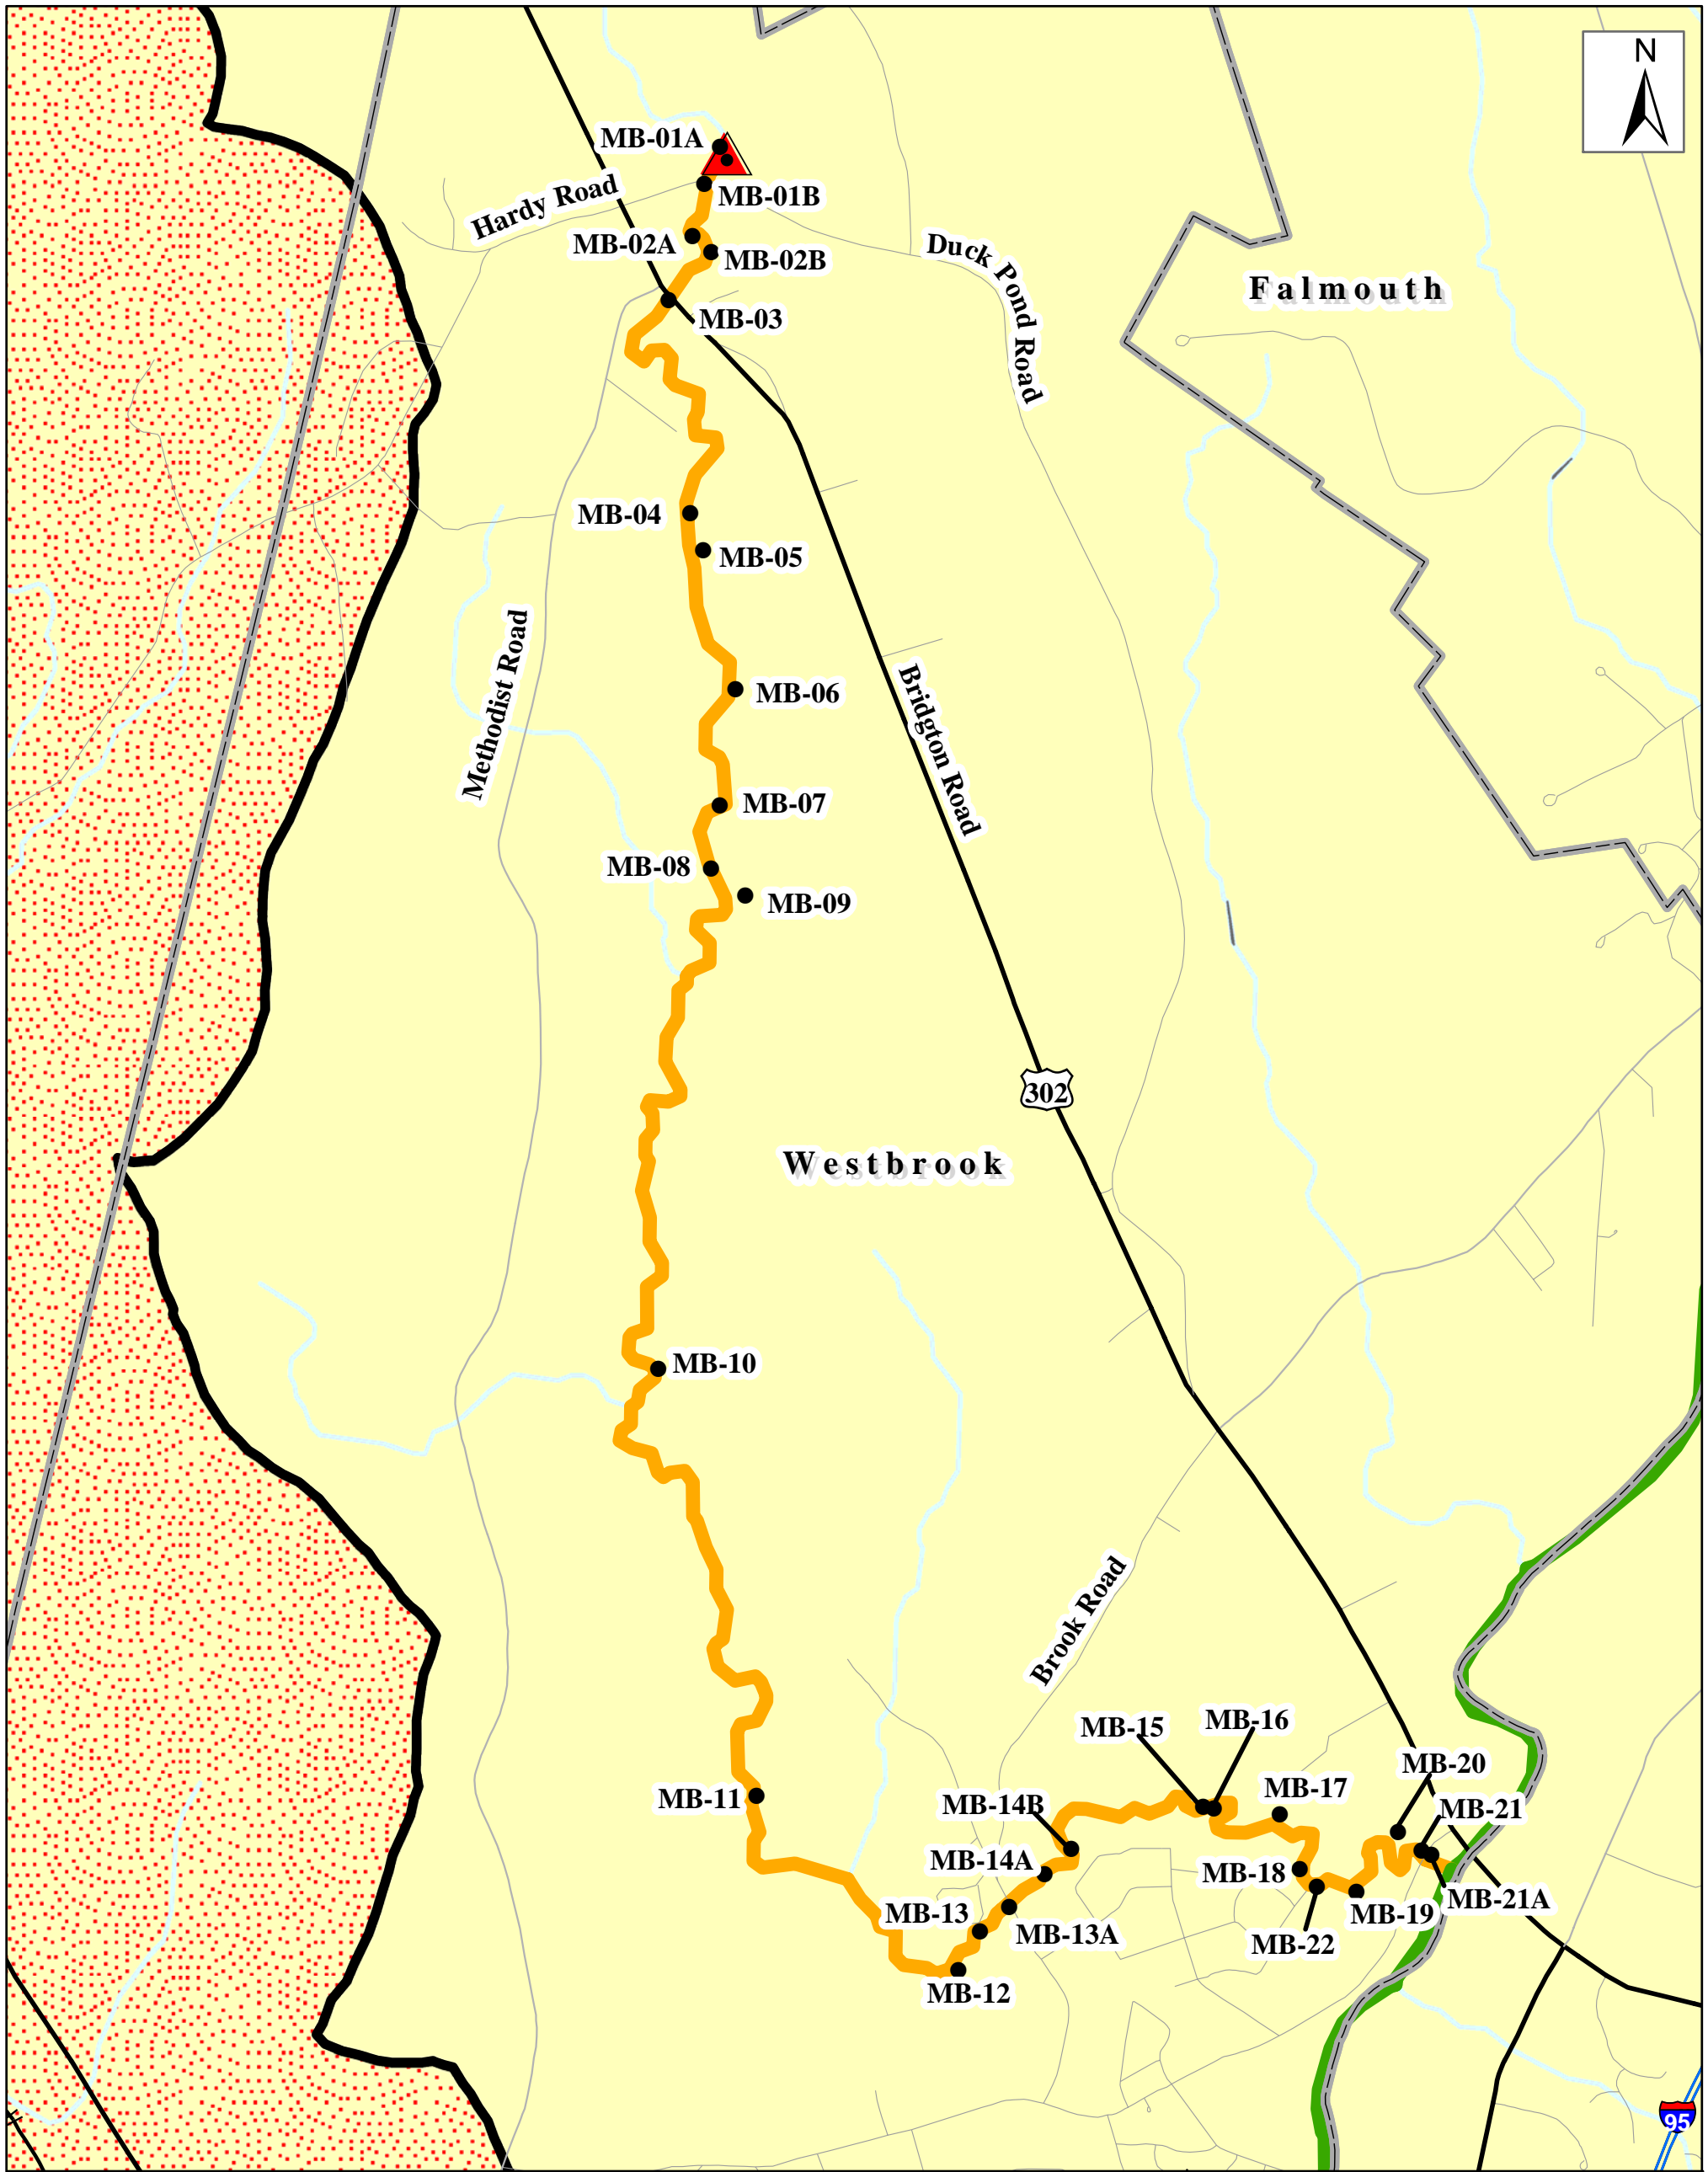 N
MB-01A
Hardy Road
MB-01B
MB-02A
MB-02B
Duck Pond Road
Falmouth
MB-03
MB-04
MB-05
Methodist Road
MB-06
Bridgton Road
MB-07
MB-08
MB-09
302
Westbrook
MB-10
Brook Road
MB-15
MB-16
MB-20
MB-17
MB-11
MB-14B
MB-21
MB-14A
MB-18
MB-21A
MB-13
MB-19
MB-13A
MB-22
MB-12
95